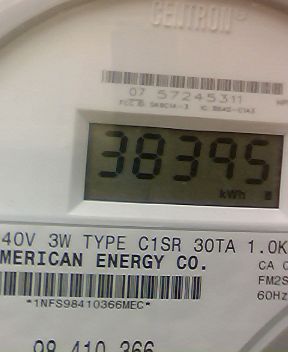 CENTRON
07 57245311
38395
kWh
40V 3W TYPE C1SR 30TA 1.0K
MERICAN ENERGY CO.
CA
FM2S
60Hz
*1NFS98410366MEC*
98 410 366